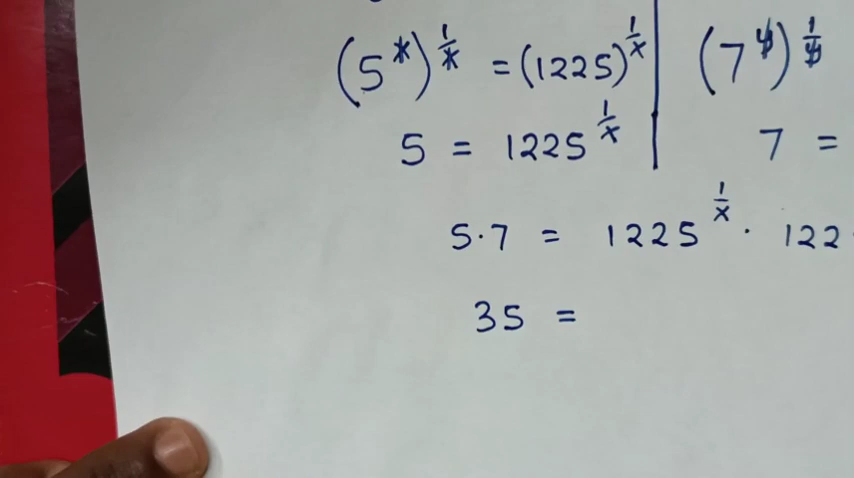 (5^x)^(1/x) = (1225)^(1/x) | (7^y)^(1/y)
5 = 1225^(1/x) | 7 =
5·7 = 1225^(1/x) · 122
35 =